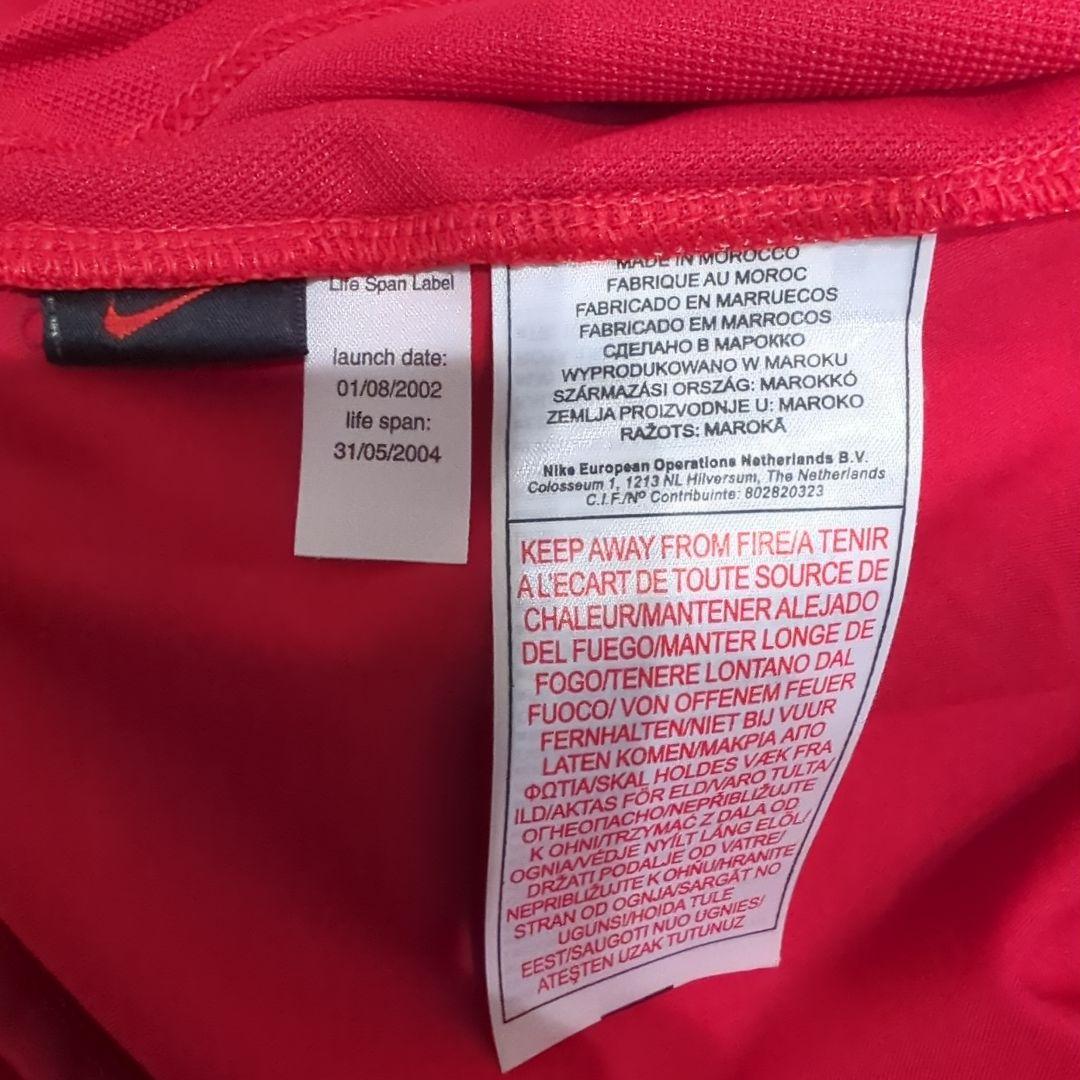 Life Span Label
launch date:
01/08/2002
life span:
31/05/2004
MADE IN MOROCCO
FABRIQUE AU MOROC
FABRICADO EN MARRUECOS
FABRICADO EM MARROCOS
СДЕЛАНО В МАРОККО
WYPRODUKOWANO W MAROKU
SZÁRMAZÁSI ORSZÁG: MAROKKÓ
ZEMLJA PROIZVODNJE U: MAROKO
RAŽOTS: MAROKĀ
Nike European Operations Netherlands B.V.
Colosseum 1, 1213 NL Hilversum, The Netherlands
C.I.F./Nº Contribuinte: 802820323
KEEP AWAY FROM FIRE/A TENIR
A L'ECART DE TOUTE SOURCE DE
CHALEUR/MANTENER ALEJADO
DEL FUEGO/MANTER LONGE DE
FOGO/TENERE LONTANO DAL
FUOCO/ VON OFFENEM FEUER
FERNHALTEN/NIET BIJ VUUR
LATEN KOMEN/ΜΑΚΡΙΑ ΑΠΟ
ΦΩΤΙΑ/SKAL HOLDES VÆK FRA
ILD/AKTAS FÖR ELD/VARO TULTA/
ОГНЕОПАСНО/NEPŘIBLIŽUJTE
K OHNI/TRZYMAĆ Z DALA OD
OGNIA/VÉDJE NYÍLT LÁNG ELŐL/
DRŽATI PODALJE OD VATRE/
NEPRIBLIŽUJTE K OHŇU/HRANITE
STRAN OD OGNJA/SARGĀT NO
UGUNS/HOIDA TULE
EEST/SAUGOTI NUO UGNIES/
ATEŞTEN UZAK TUTUNUZ